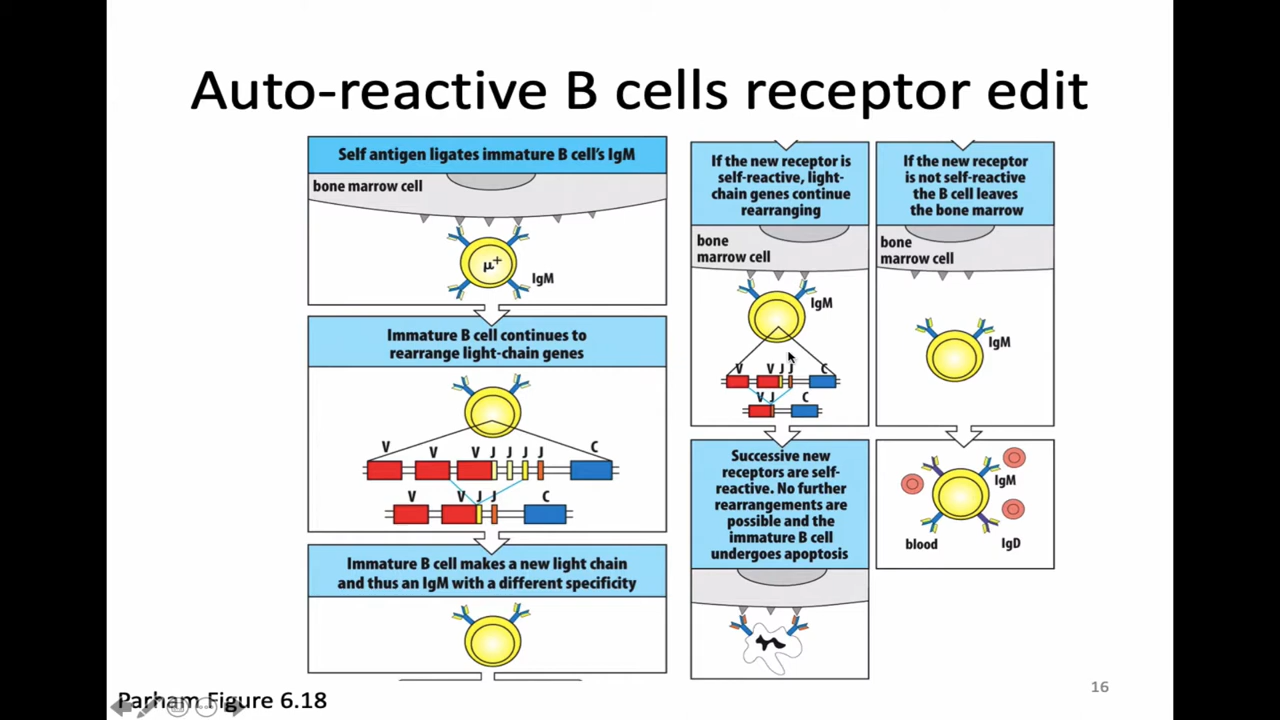 Auto-reactive B cells receptor edit
Self antigen ligates immature B cell's IgM
bone marrow cell
μ+
IgM
Immature B cell continues to
rearrange light-chain genes
V V V J J J J C
V V J J C
Immature B cell makes a new light chain
and thus an IgM with a different specificity
If the new receptor is
self-reactive, light-
chain genes continue
rearranging
bone
marrow cell
IgM
V V J J C
V J C
Successive new
receptors are self-
reactive. No further
rearrangements are
possible and the
immature B cell
undergoes apoptosis
If the new receptor
is not self-reactive
the B cell leaves
the bone marrow
bone
marrow cell
IgM
IgM
blood IgD
Parham Figure 6.18
16